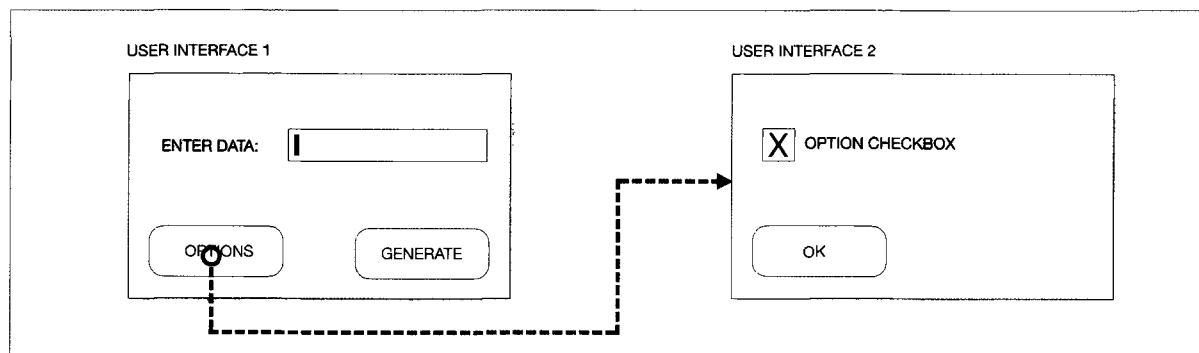 USER INTERFACE 1
ENTER DATA:
OPTIONS
GENERATE
USER INTERFACE 2
X OPTION CHECKBOX
OK